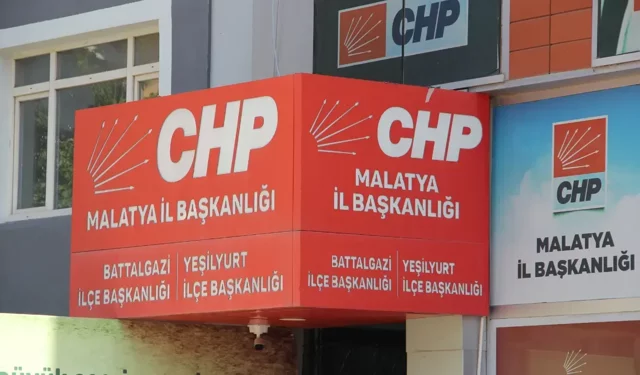 CHP
CHP
MALATYA İL BAŞKANLIĞI
BATTALGAZİ
İLÇE BAŞKANLIĞI
YEŞİLYURT
İLÇE BAŞKANLIĞI
CHP
MALATYA
İL BAŞKANLIĞI
BATTALGAZİ
İLÇE BAŞKANLIĞI
YEŞİLYURT
İLÇE BAŞKANLIĞI
CHP
MALATYA
İL BAŞKANLIĞI